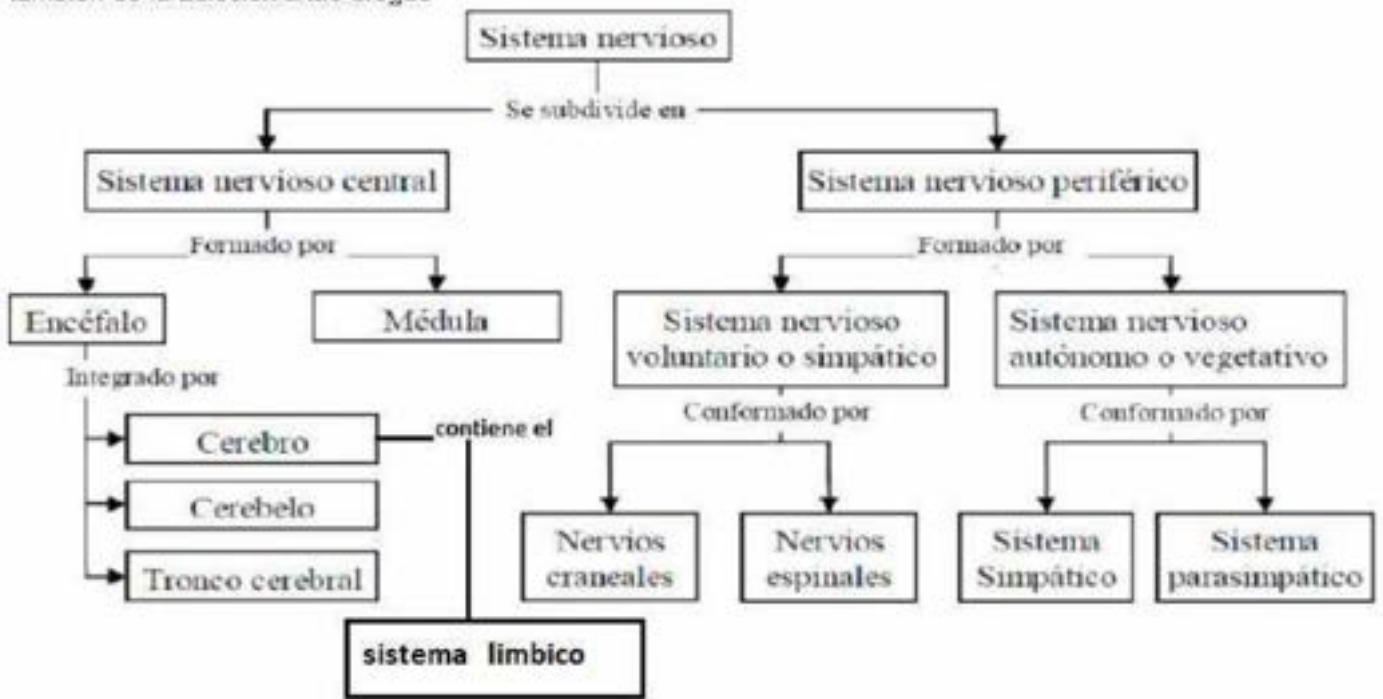 Sistema nervioso
Se subdivide en
Sistema nervioso central
Sistema nervioso periférico
Formado por
Formado por
Encéfalo
Médula
Sistema nervioso
voluntario o simpático
Sistema nervioso
autónomo o vegetativo
Integrado por
Conformado por
Conformado por
Cerebro
contiene el
Cerebelo
Tronco cerebral
Nervios
craneales
Nervios
espinales
Sistema
Simpático
Sistema
parasimpático
sistema limbico